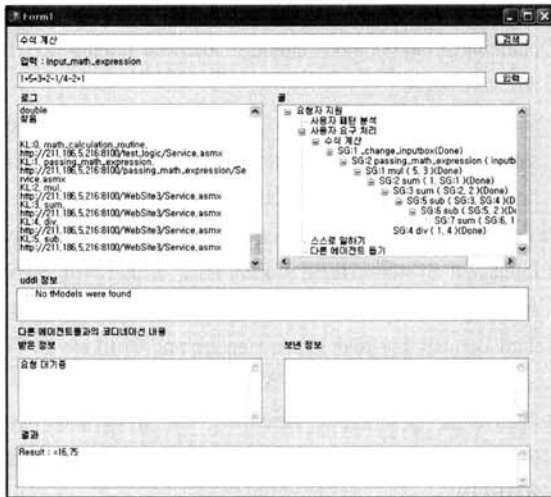 Form1
수식 계산
검색
입력 : input_math_expression
1+5*3+2-1/4-2+1
입력
로그
double
찾음
KL:0, math_calculation_routine,
http://211,186,5,216:8100/test_logic/Service.asmx
KL:1, passing_math_expression,
http://211,186,5,216:8100/passing_math_expression/Se
rvice.asmx
KL:2, mul,
http://211,186,5,216:8100/WebSite3/Service.asmx
KL:3, sum,
http://211,186,5,216:8100/WebSite3/Service.asmx
KL:4, div,
http://211,186,5,216:8100/WebSite3/Service.asmx
KL:5, sub,
http://211,186,5,216:8100/WebSite3/Service.asmx
골
요청자 지원
사용자 패턴 분석
사용자 요구 처리
수식 계산
SG:1 _change_inputbox(Done)
SG:2 passing_math_expression ( inputb
SG:1 mul ( 5, 3 )(Done)
SG:2 sum ( 1, SG:1 )(Done)
SG:3 sum ( SG:2, 2 )(Done)
SG:5 sub ( SG:3, SG:4 )(D
SG:6 sub ( SG:5, 2 )(Do
SG:7 sum ( SG:6, 1
SG:4 div ( 1, 4 )(Done)
스스로 일하기
다른 에이전트 돕기
uddi 정보
No tModels were found
다른 에이전트들과의 코디네이션 내용
받은 정보
보낸 정보
요청 대기중
결과
Result : =16,75